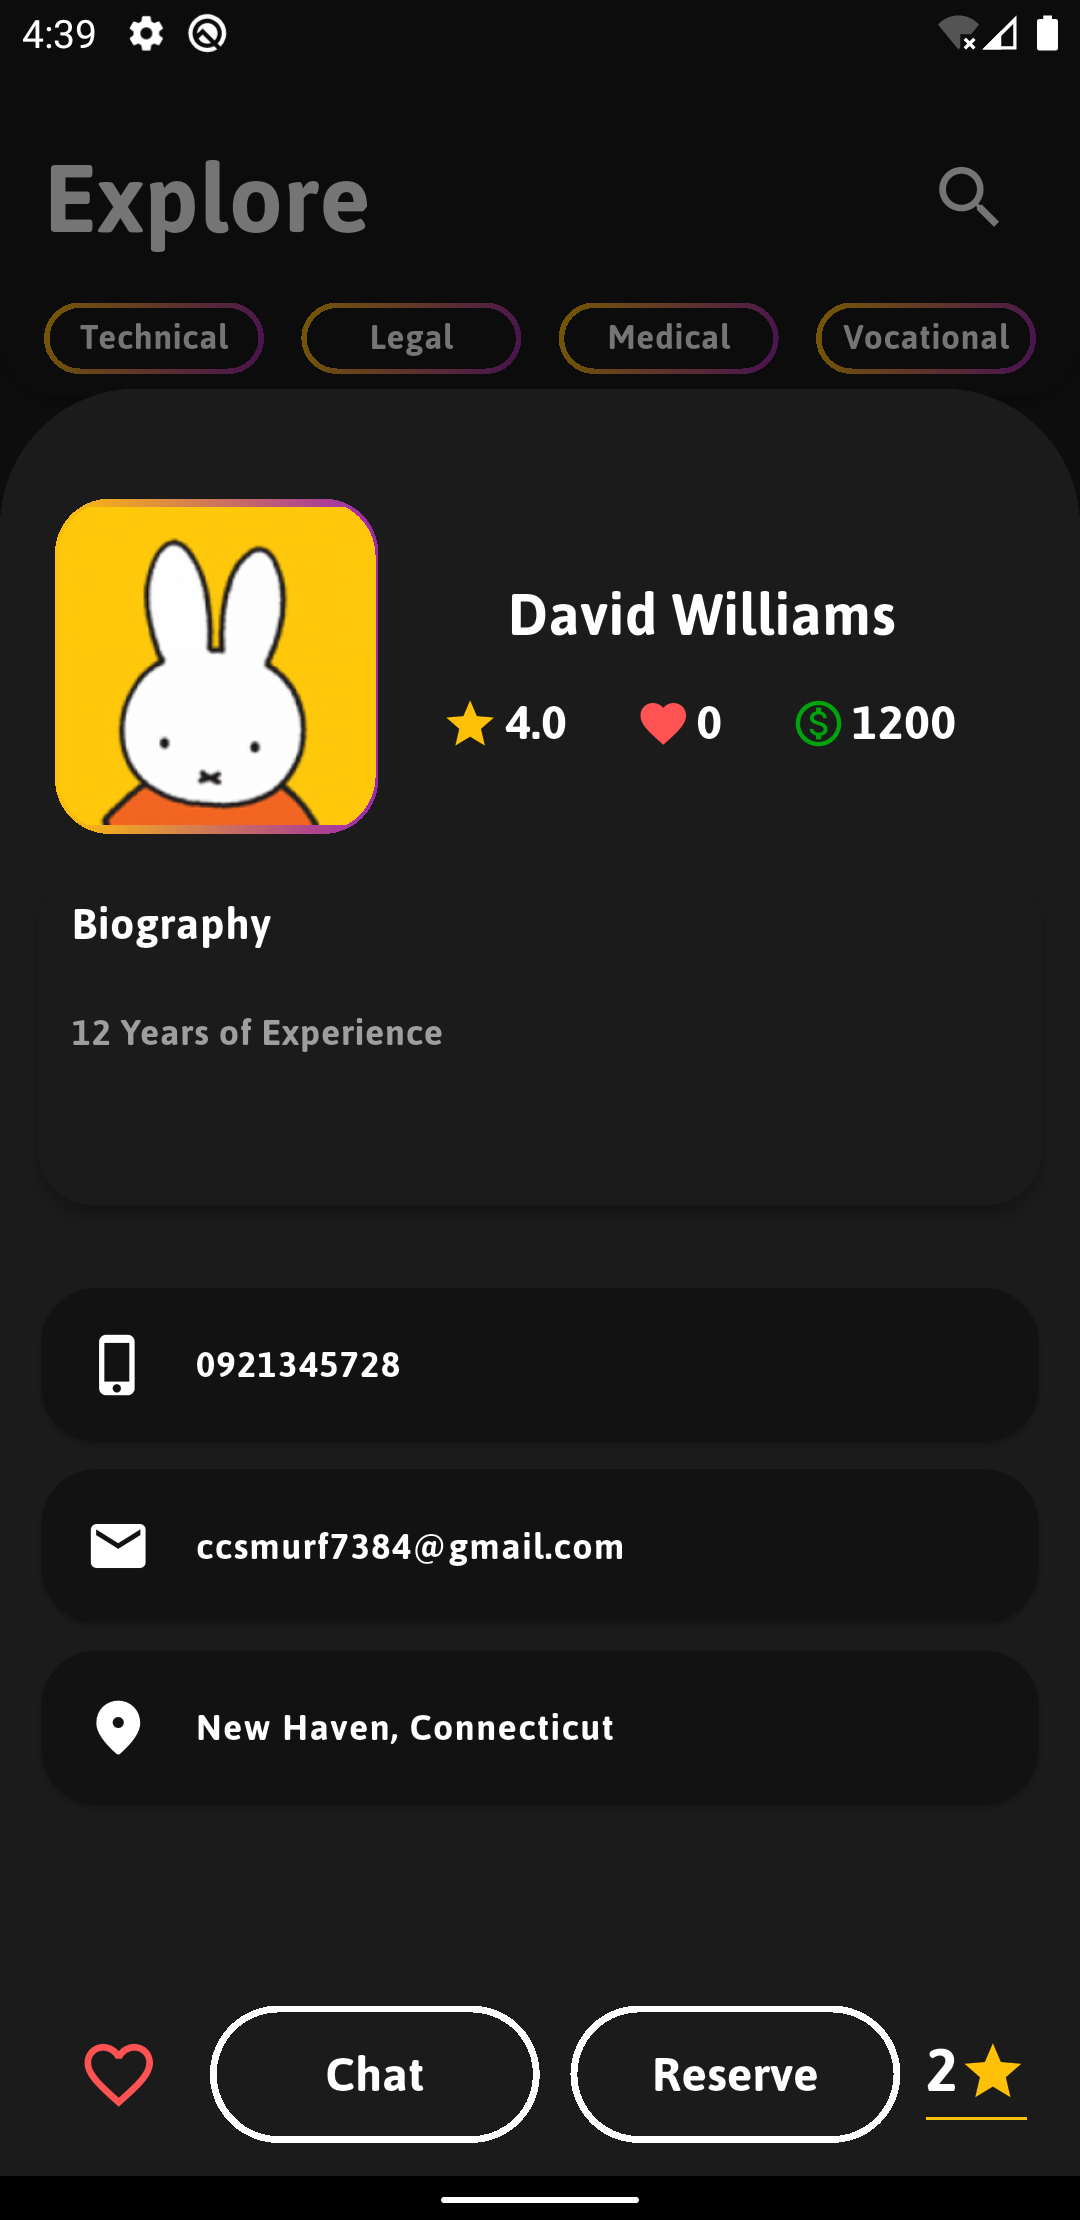 4:39
Explore
Technical Legal Medical Vocational
David Williams
4.0 0 1200
Biography
12 Years of Experience
0921345728
ccsmurf7384@gmail.com
New Haven, Connecticut
Chat Reserve 2